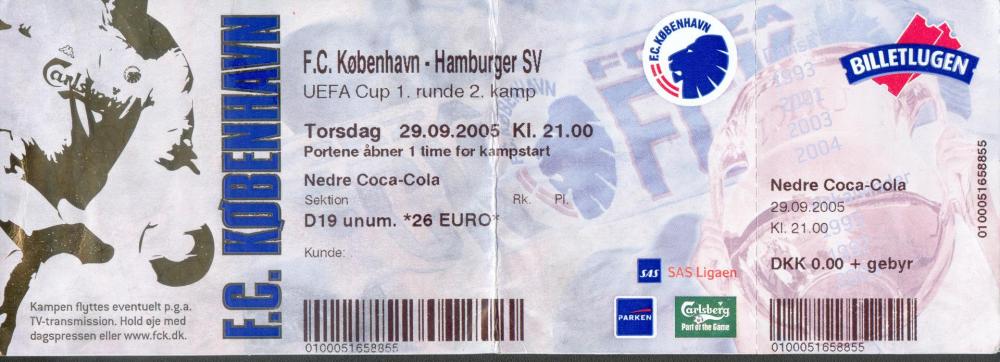 Carlsberg
Kampen flyttes eventuelt p.g.a.
TV-transmission. Hold øje med
dagspressen eller www.fck.dk.
F.C. KØBENHAVN
F.C. København - Hamburger SV
UEFA Cup 1. runde 2. kamp
Torsdag 29.09.2005 Kl. 21.00
Portene åbner 1 time for kampstart
Nedre Coca-Cola
Sektion Rk. Pl.
D19 unum. *26 EURO*
Kunde: .
0100051658855
F.C. KØBENHAVN
SAS SAS Ligaen
PARKEN
Carlsberg
Part of the Game
BILLETLUGEN
1993
2001
2003
2004
Nedre Coca-Cola
29.09.2005
Kl. 21.00
1995
DKK 0.00 + gebyr
0100051658855
0100051658855